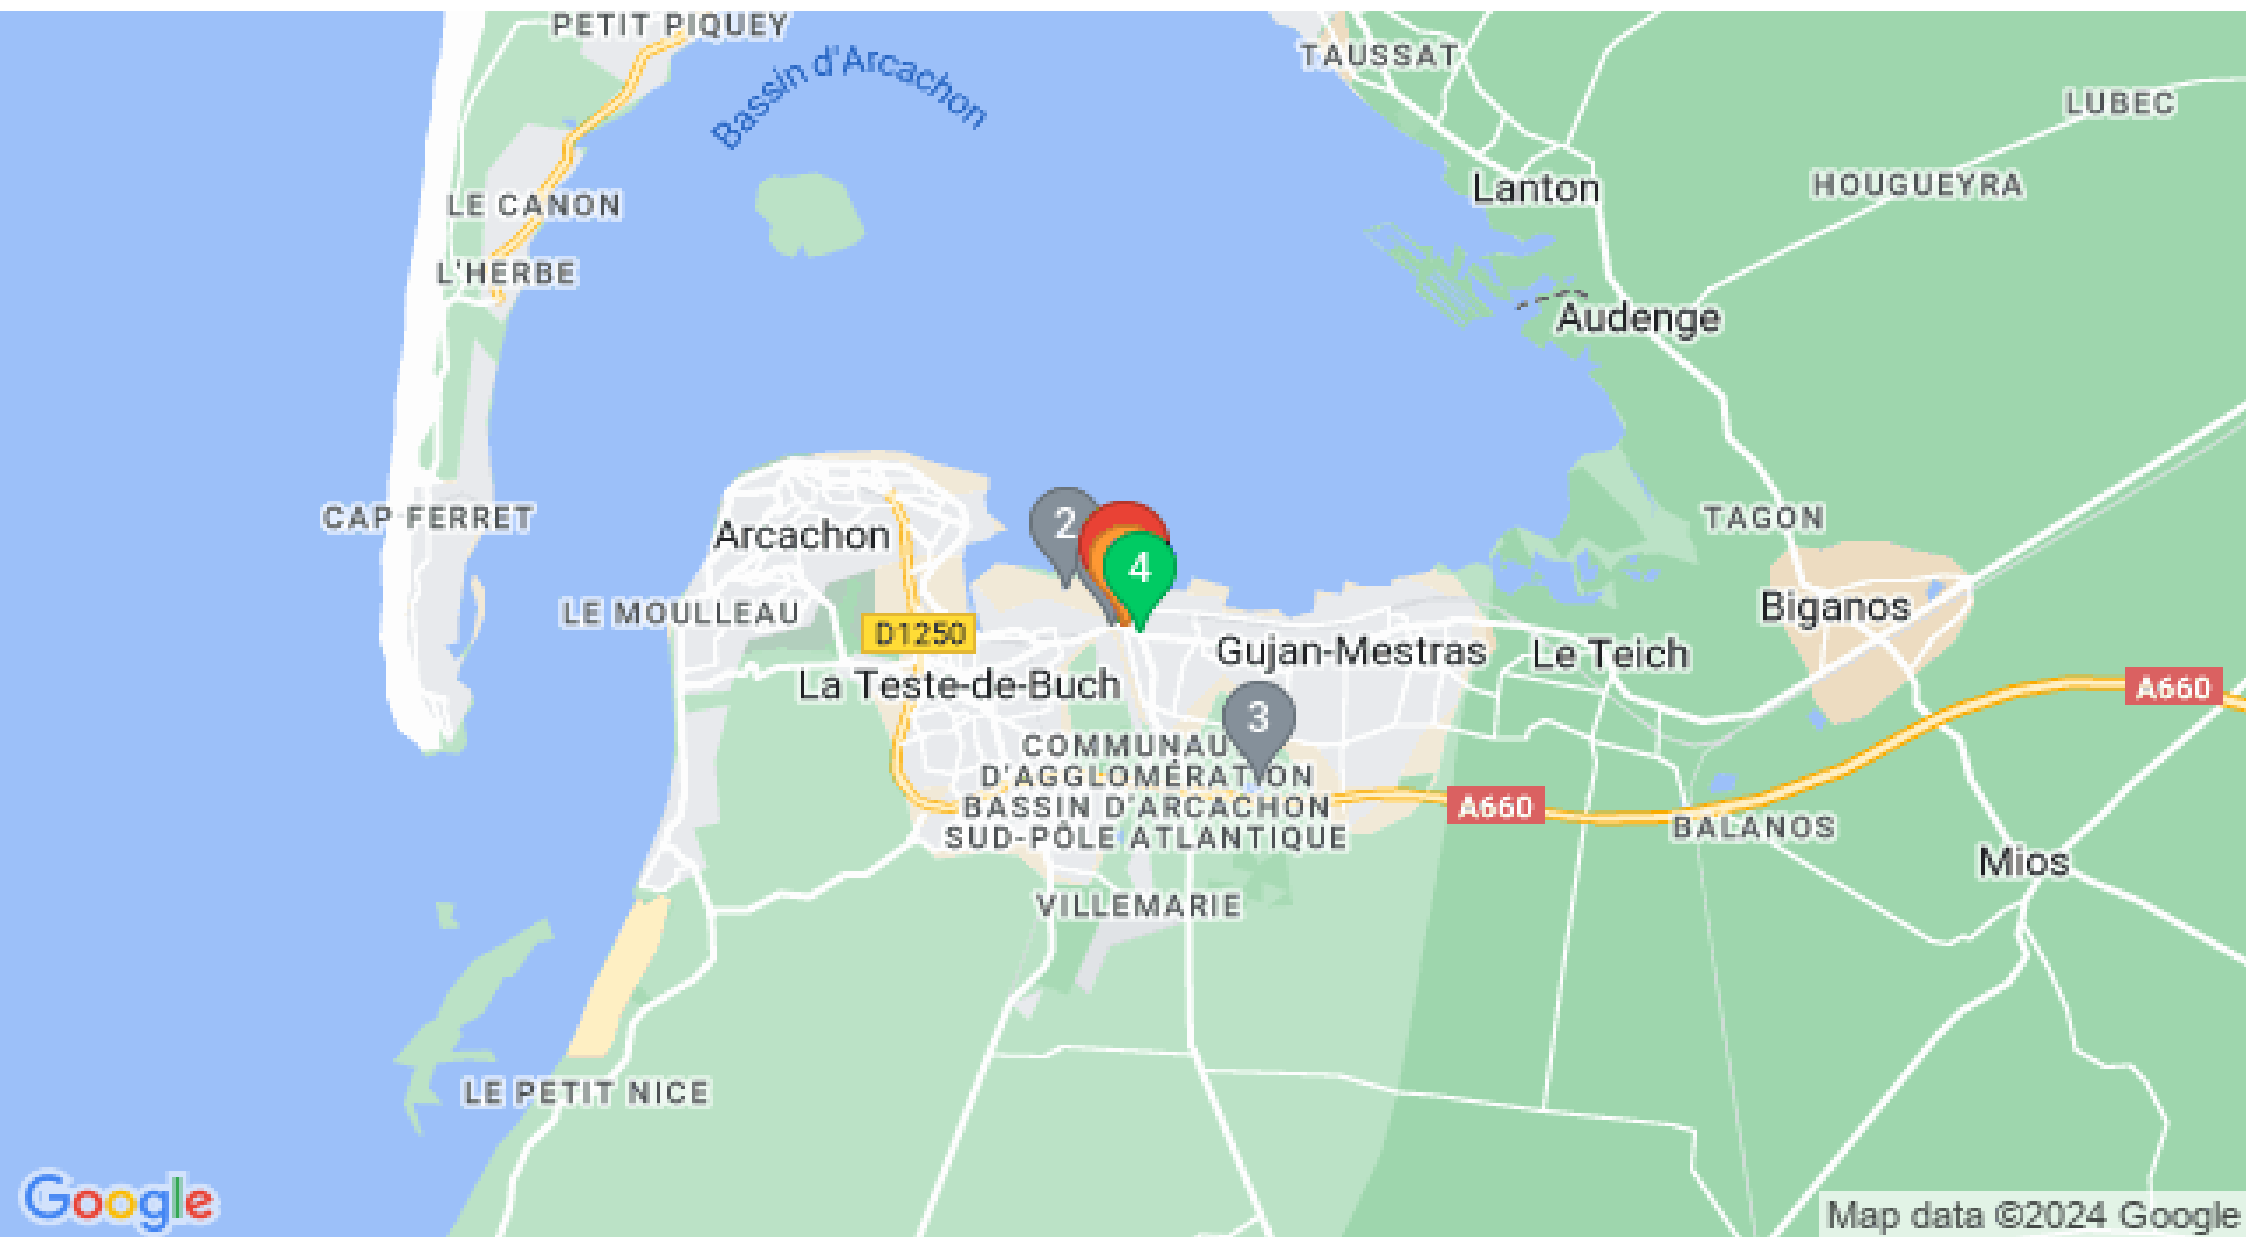 PETIT PIQUEY
Bassin d'Arcachon
TAUSSAT
LUBEC
HOUGUEYRA
Lanton
LE CANON
L'HERBE
Audenge
CAP FERRET
Arcachon
2
4
TAGON
LE MOULLEAU
D1250
Biganos
Gujan-Mestras
Le Teich
La Teste-de-Buch
A660
3
COMMUNAU
D'AGGLOMÉRATION
BASSIN D'ARCACHON
SUD-PÔLE ATLANTIQUE
A660
BALANOS
Mios
VILLEMARIE
LE PETIT NICE
Google
Map data ©2024 Google